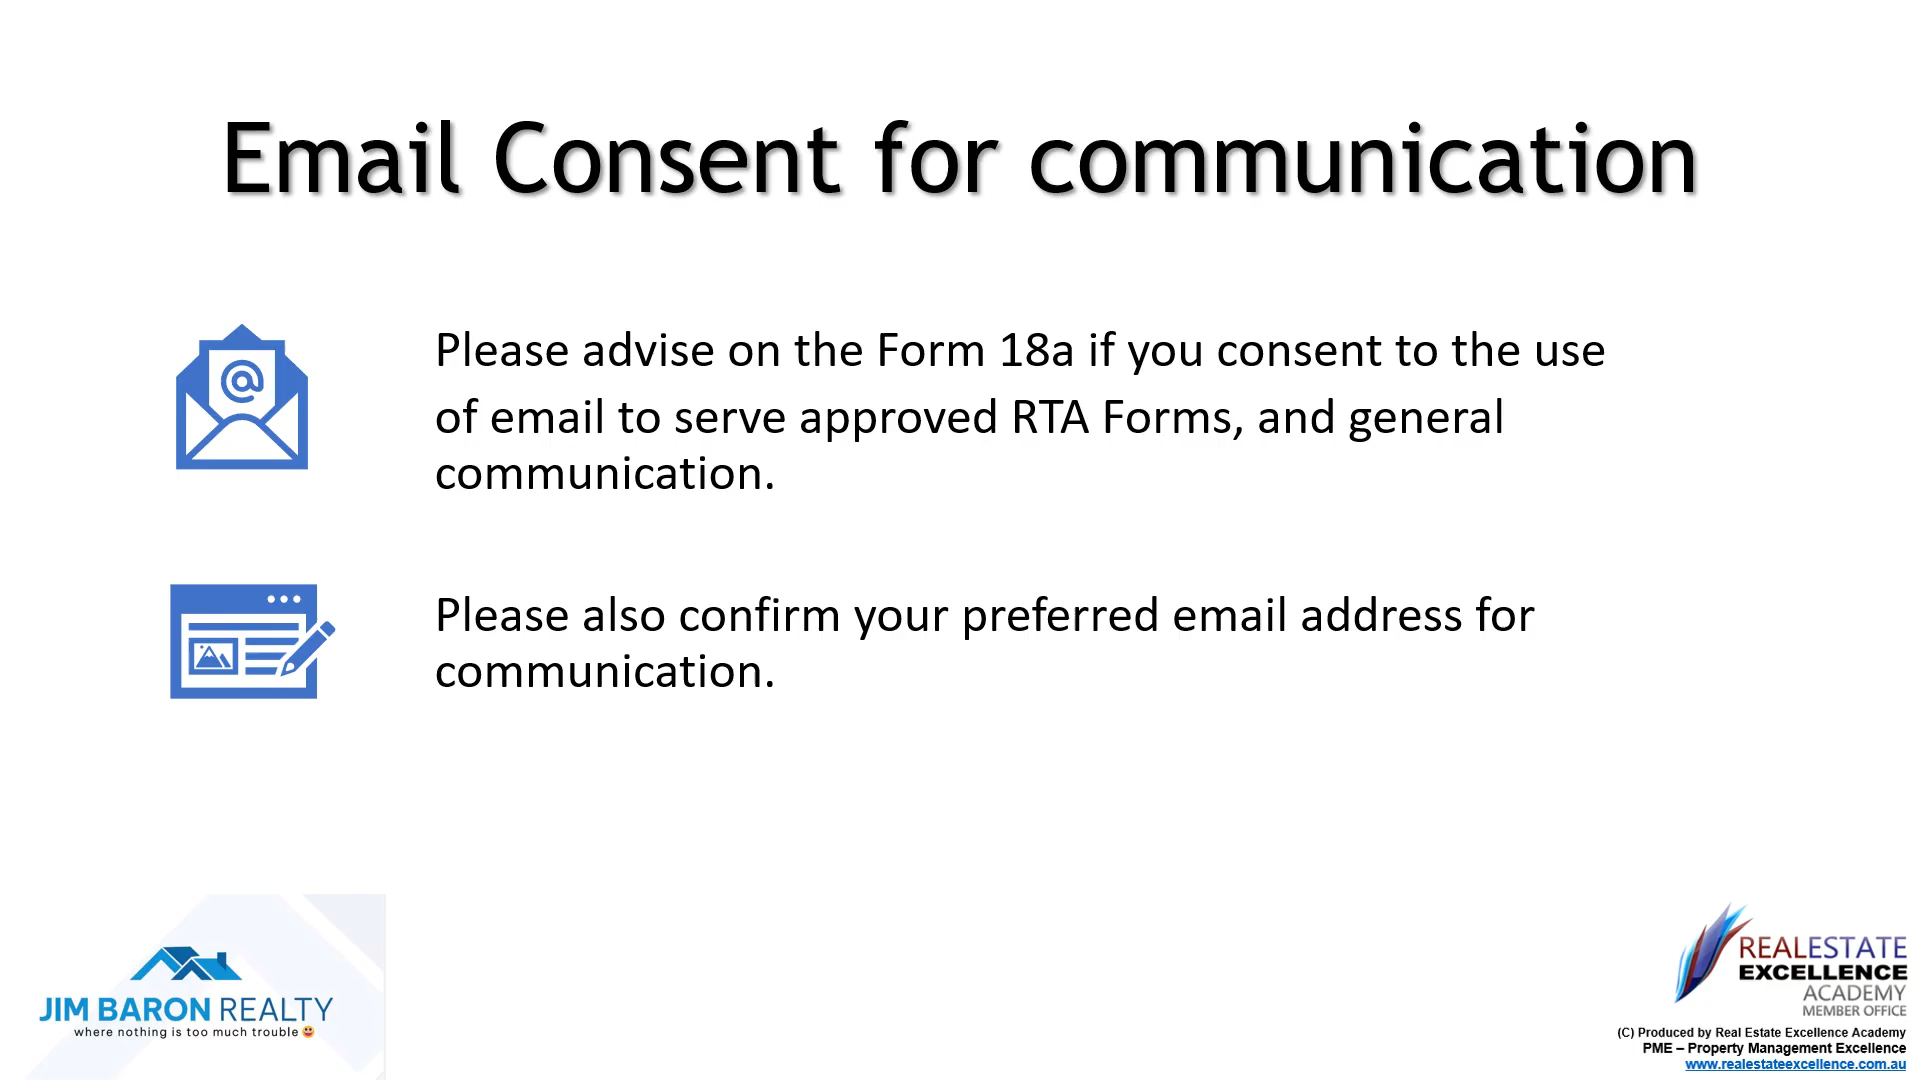 Email Consent for communication
Please advise on the Form 18a if you consent to the use
of email to serve approved RTA Forms, and general
communication.
Please also confirm your preferred email address for
communication.
JIM BARON REALTY
where nothing is too much trouble 😃
REALESTATE
EXCELLENCE
ACADEMY
MEMBER OFFICE
(C) Produced by Real Estate Excellence Academy
PME – Property Management Excellence
www.realestateexcellence.com.au